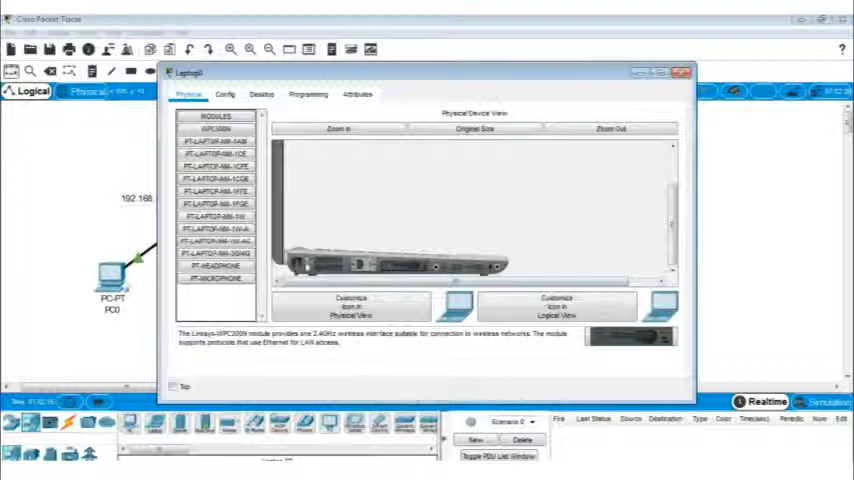 Cisco Packet Tracer
Logical
Physical
Laptop0
Physical
Config
Desktop
Programming
Attributes
MODULES
WPC300N
PT-LAPTOP-NM-1AM
PT-LAPTOP-NM-1CE
PT-LAPTOP-NM-1CFE
PT-LAPTOP-NM-1CGE
PT-LAPTOP-NM-1FFE
PT-LAPTOP-NM-1FGE
PT-LAPTOP-NM-1W
PT-LAPTOP-NM-1W-A
PT-LAPTOP-NM-1W-AC
PT-LAPTOP-NM-3G/4G
PT-HEADPHONE
PT-MICROPHONE
Physical Device View
Zoom In
Original Size
Zoom Out
Customize
Icon in
Physical View
Customize
Icon in
Logical View
The Linksys-WPC300N module provides one 2.4GHz wireless interface suitable for connection to wireless networks. The module
supports protocols that use Ethernet for LAN access.
Top
192.168.
PC-PT
PC0
Realtime
Simulation
Scenario 0
New
Delete
Toggle PDU List Window
Fire
Last Status
Source
Destination
Type
Color
Time(sec)
Periodic
Num
Edit